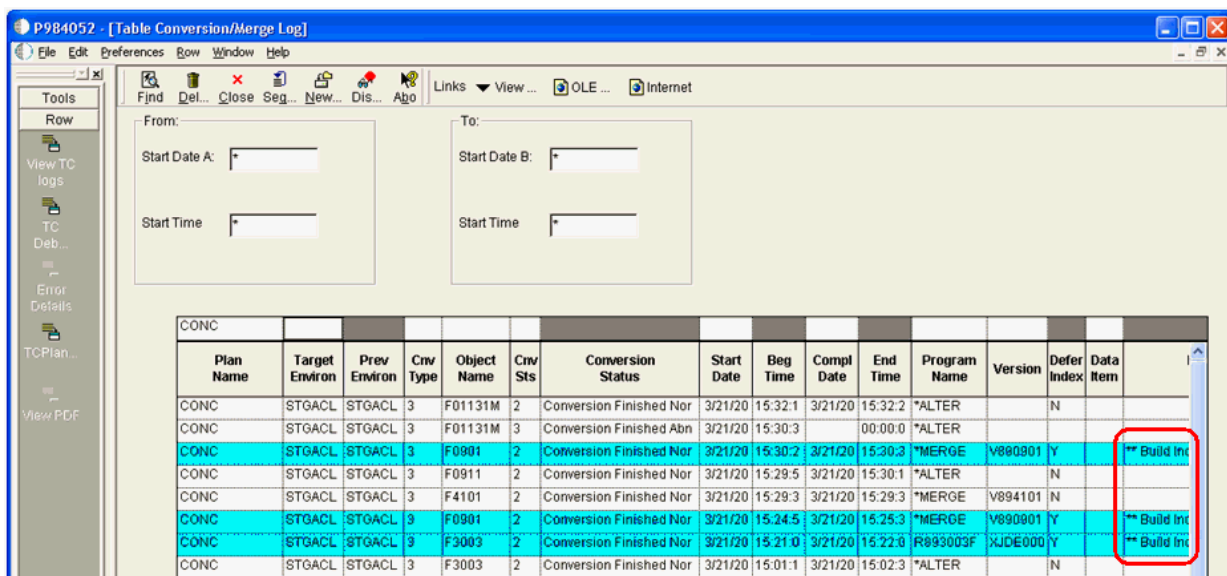 P984052 - [Table Conversion/Merge Log]
File Edit Preferences Row Window Help
Find Del... Close Seq... New... Dis... Abo Links View ... OLE ... Internet
Tools
Row
View TC logs
TC Deb...
Error Details
TCPlan...
View PDF
From:
Start Date A: *
Start Time *
To:
Start Date B: *
Start Time *
CONC
Plan Name Target Environ Prev Environ Cnv Type Object Name Cnv Sts Conversion Status Start Date Beg Time Compl Date End Time Program Name Version Defer Index Data Item
CONC STGACL STGACL 3 F01131M 2 Conversion Finished Nor 3/21/20 15:32:1 3/21/20 15:32:2 *ALTER N
CONC STGACL STGACL 3 F01131M 3 Conversion Finished Abn 3/21/20 15:30:3 00:00:0 *ALTER
CONC STGACL STGACL 3 F0901 2 Conversion Finished Nor 3/21/20 15:30:2 3/21/20 15:30:3 *MERGE V890901 Y ** Build Ind
CONC STGACL STGACL 3 F0911 2 Conversion Finished Nor 3/21/20 15:29:5 3/21/20 15:30:1 *ALTER N
CONC STGACL STGACL 3 F4101 2 Conversion Finished Nor 3/21/20 15:29:3 3/21/20 15:29:3 *MERGE V894101 N
CONC STGACL STGACL 9 F0901 2 Conversion Finished Nor 3/21/20 15:24:5 3/21/20 15:25:3 *MERGE V890901 Y ** Build Ind
CONC STGACL STGACL 9 F3003 2 Conversion Finished Nor 3/21/20 15:21:0 3/21/20 15:22:0 R893003F XJDE000 Y ** Build Ind
CONC STGACL STGACL 3 F3003 2 Conversion Finished Nor 3/21/20 15:01:1 3/21/20 15:02:3 *ALTER N